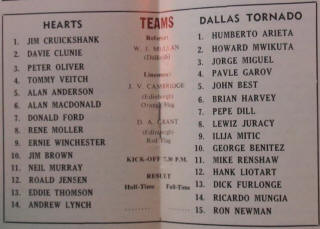 HEARTS
1. JIM CRUICKSHANK
2. DAVIE CLUNIE
3. PETER OLIVER
4. TOMMY VEITCH
5. ALAN ANDERSON
6. ALAN MACDONALD
7. DONALD FORD
8. RENE MOLLER
9. ERNIE WINCHESTER
10. JIM BROWN
11. NEIL MURRAY
12. ROALD JENSEN
13. EDDIE THOMSON
14. ANDREW LYNCH
TEAMS
Referee:
W. J. MULLAN
(Dalkeith)
Linesmen:
J. V. CAMBRIDGE
(Edinburgh)
Orange Flag
D. A. GRANT
(Edinburgh)
Red Flag
KICK-OFF 7.30 P.M.
RESULT
Half-Time Full-Time
DALLAS TORNADO
1. HUMBERTO ARIETA
2. HOWARD MWIKUTA
3. JORGE MIGUEL
4. PAVLE GAROV
5. JOHN BEST
6. BRIAN HARVEY
7. PEPE DILL
8. LEWIZ JURACY
9. ILIJA MITIC
10. GEORGE BENITEZ
11. MIKE RENSHAW
12. HANK LIOTART
13. DICK FURLONGE
14. RICARDO MUNGIA
15. RON NEWMAN